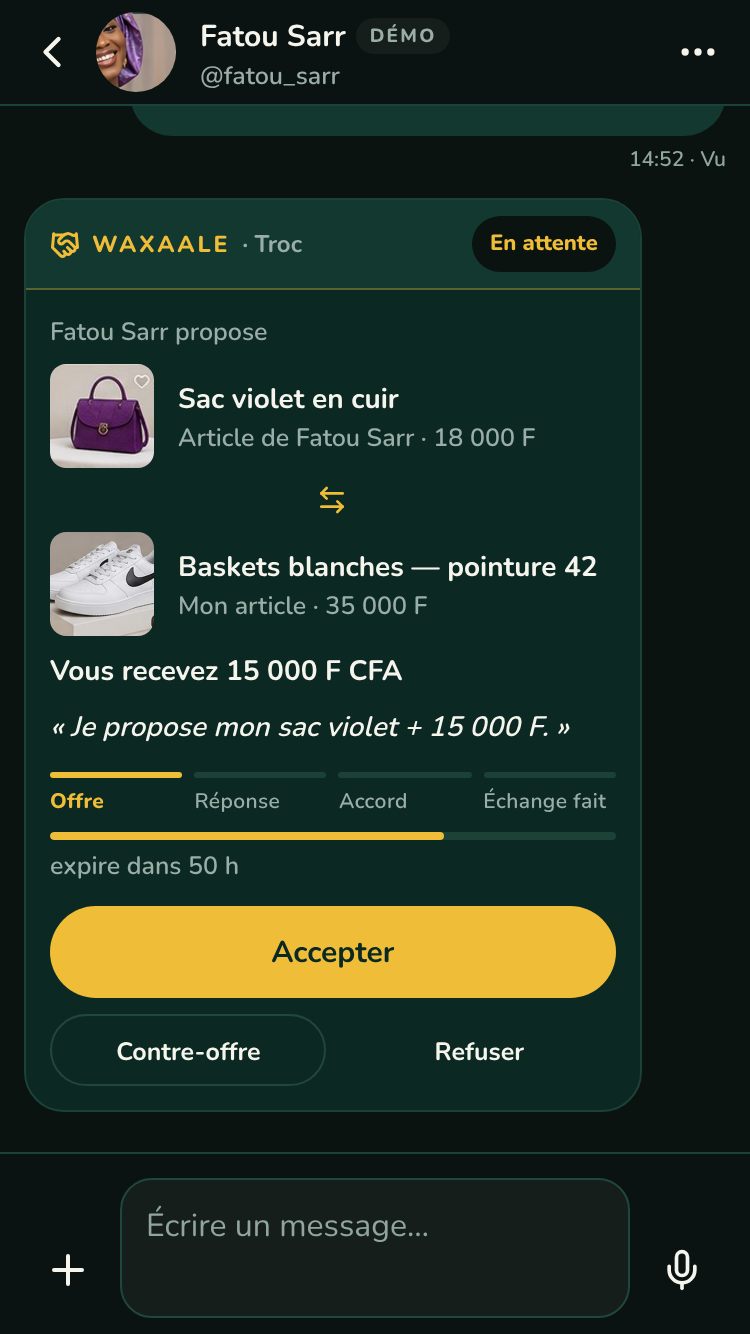 Fatou Sarr DÉMO
@fatou_sarr
14:52 · Vu
WAXAALE · Troc En attente
Fatou Sarr propose
Sac violet en cuir
Article de Fatou Sarr · 18 000 F
Baskets blanches — pointure 42
Mon article · 35 000 F
Vous recevez 15 000 F CFA
« Je propose mon sac violet + 15 000 F. »
Offre Réponse Accord Échange fait
expire dans 50 h
Accepter
Contre-offre Refuser
Écrire un message...